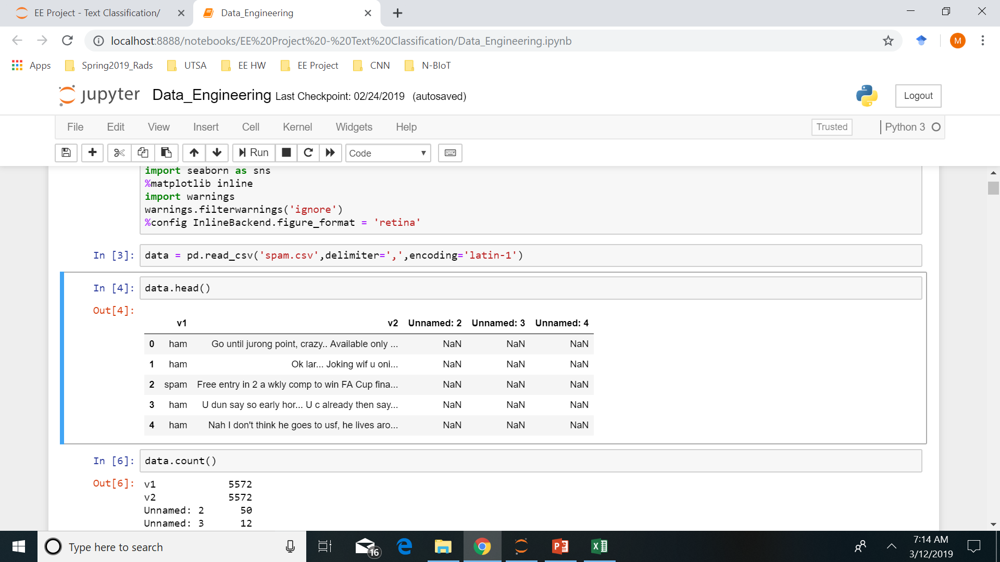 EE Project - Text Classification/
Data_Engineering
localhost:8888/notebooks/EE%20Project%20-%20Text%20Classification/Data_Engineering.ipynb
M
Apps Spring2019_Rads UTSA EE HW EE Project CNN N-BIoT
jupyter Data_Engineering Last Checkpoint: 02/24/2019 (autosaved)
Logout
File Edit View Insert Cell Kernel Widgets Help
Trusted Python 3
Run Code
import seaborn as sns
%matplotlib inline
import warnings
warnings.filterwarnings('ignore')
%config InlineBackend.figure_format = 'retina'
In [3]: data = pd.read_csv('spam.csv',delimiter=',',encoding='latin-1')
In [4]: data.head()
Out[4]:
v1 v2 Unnamed: 2 Unnamed: 3 Unnamed: 4
0 ham Go until jurong point, crazy.. Available only ... NaN NaN NaN
1 ham Ok lar... Joking wif u oni... NaN NaN NaN
2 spam Free entry in 2 a wkly comp to win FA Cup fina... NaN NaN NaN
3 ham U dun say so early hor... U c already then say... NaN NaN NaN
4 ham Nah I don't think he goes to usf, he lives aro... NaN NaN NaN
In [6]: data.count()
Out[6]: v1 5572
v2 5572
Unnamed: 2 50
Unnamed: 3 12
Type here to search
16
7:14 AM
3/12/2019